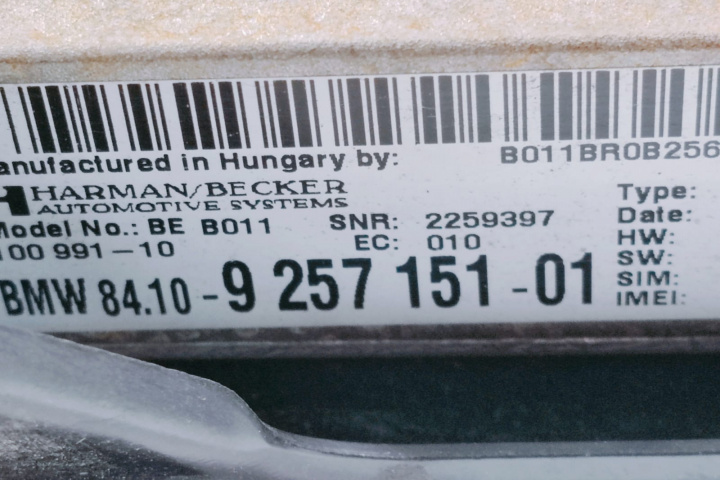 anufactured in Hungary by:
B011BR0B256
HARMAN/BECKER
AUTOMOTIVE SYSTEMS
Model No.: BE B011
SNR: 2259397
100 991-10
EC: 010
BMW 84.10 - 9 257 151 - 01
Type:
Date:
HW:
SW:
SIM:
IMEI: